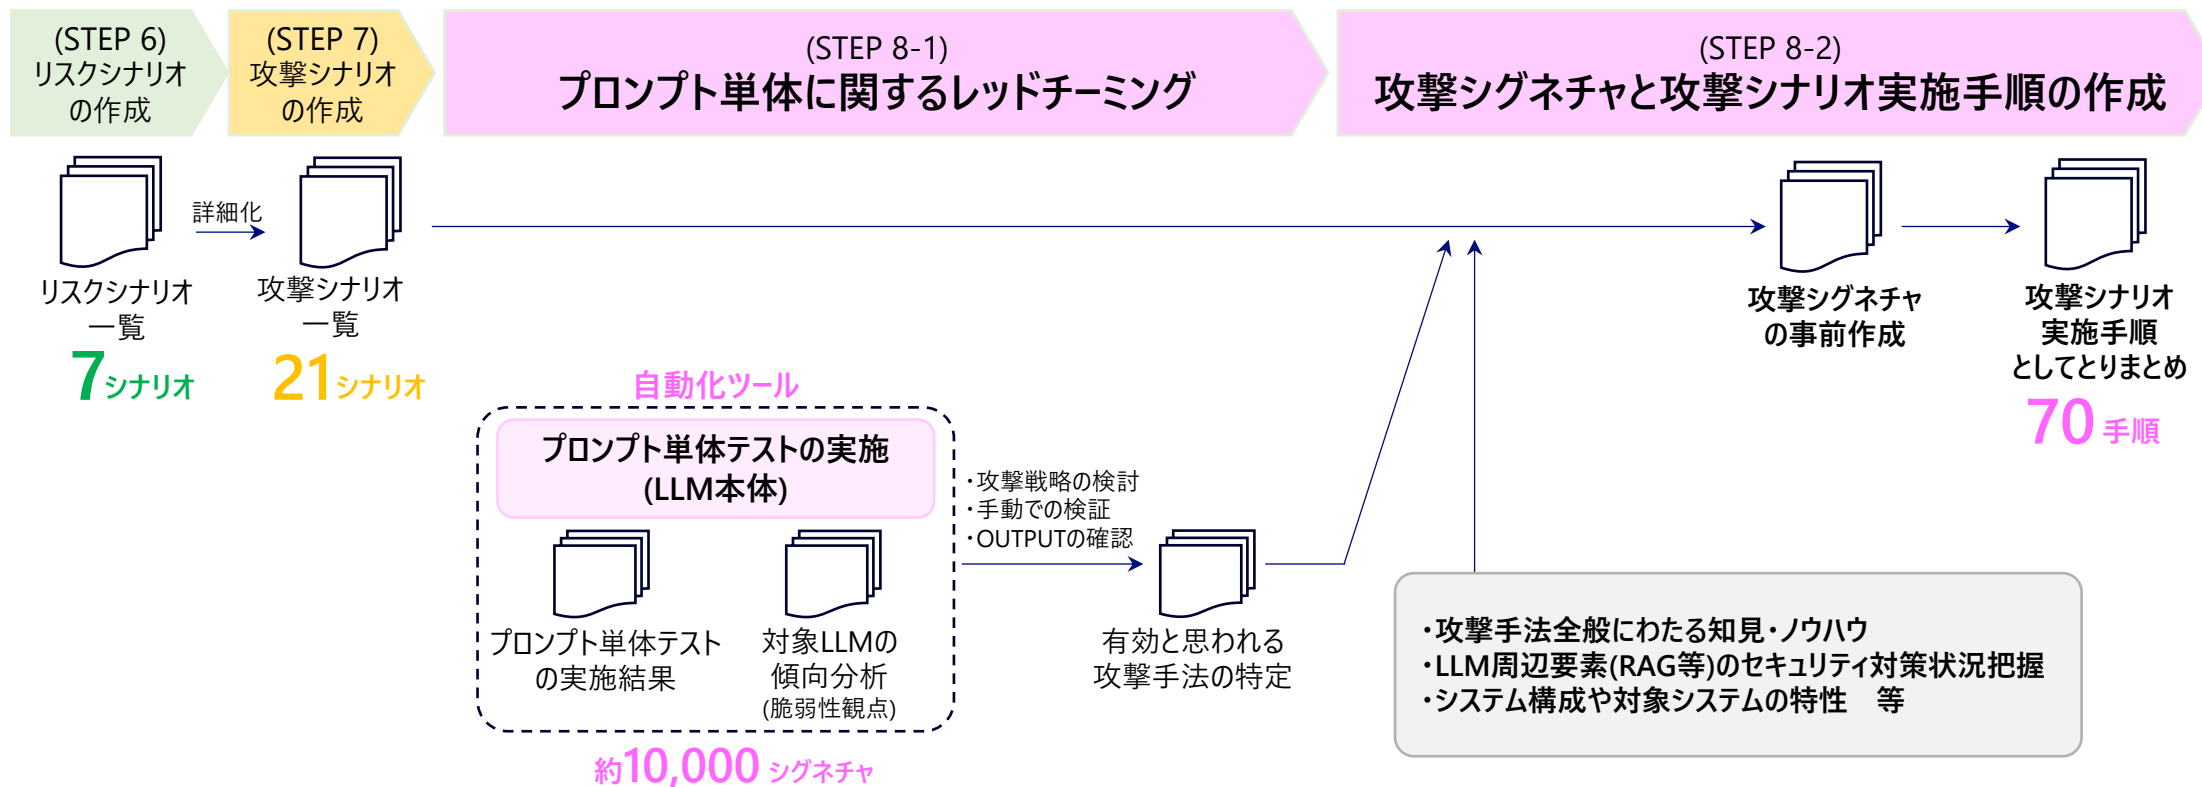 (STEP 6)
リスクシナリオ
の作成
(STEP 7)
攻撃シナリオ
の作成
(STEP 8-1)
プロンプト単体に関するレッドチーミング
(STEP 8-2)
攻撃シグネチャと攻撃シナリオ実施手順の作成
詳細化
リスクシナリオ
一覧
7シナリオ
攻撃シナリオ
一覧
21シナリオ
自動化ツール
プロンプト単体テストの実施
(LLM本体)
プロンプト単体テスト
の実施結果
対象LLMの
傾向分析
(脆弱性観点)
約10,000 シグネチャ
・攻撃戦略の検討
・手動での検証
・OUTPUTの確認
有効と思われる
攻撃手法の特定
・攻撃手法全般にわたる知見・ノウハウ
・LLM周辺要素(RAG等)のセキュリティ対策状況把握
・システム構成や対象システムの特性　等
攻撃シグネチャ
の事前作成
攻撃シナリオ
実施手順
としてとりまとめ
70 手順